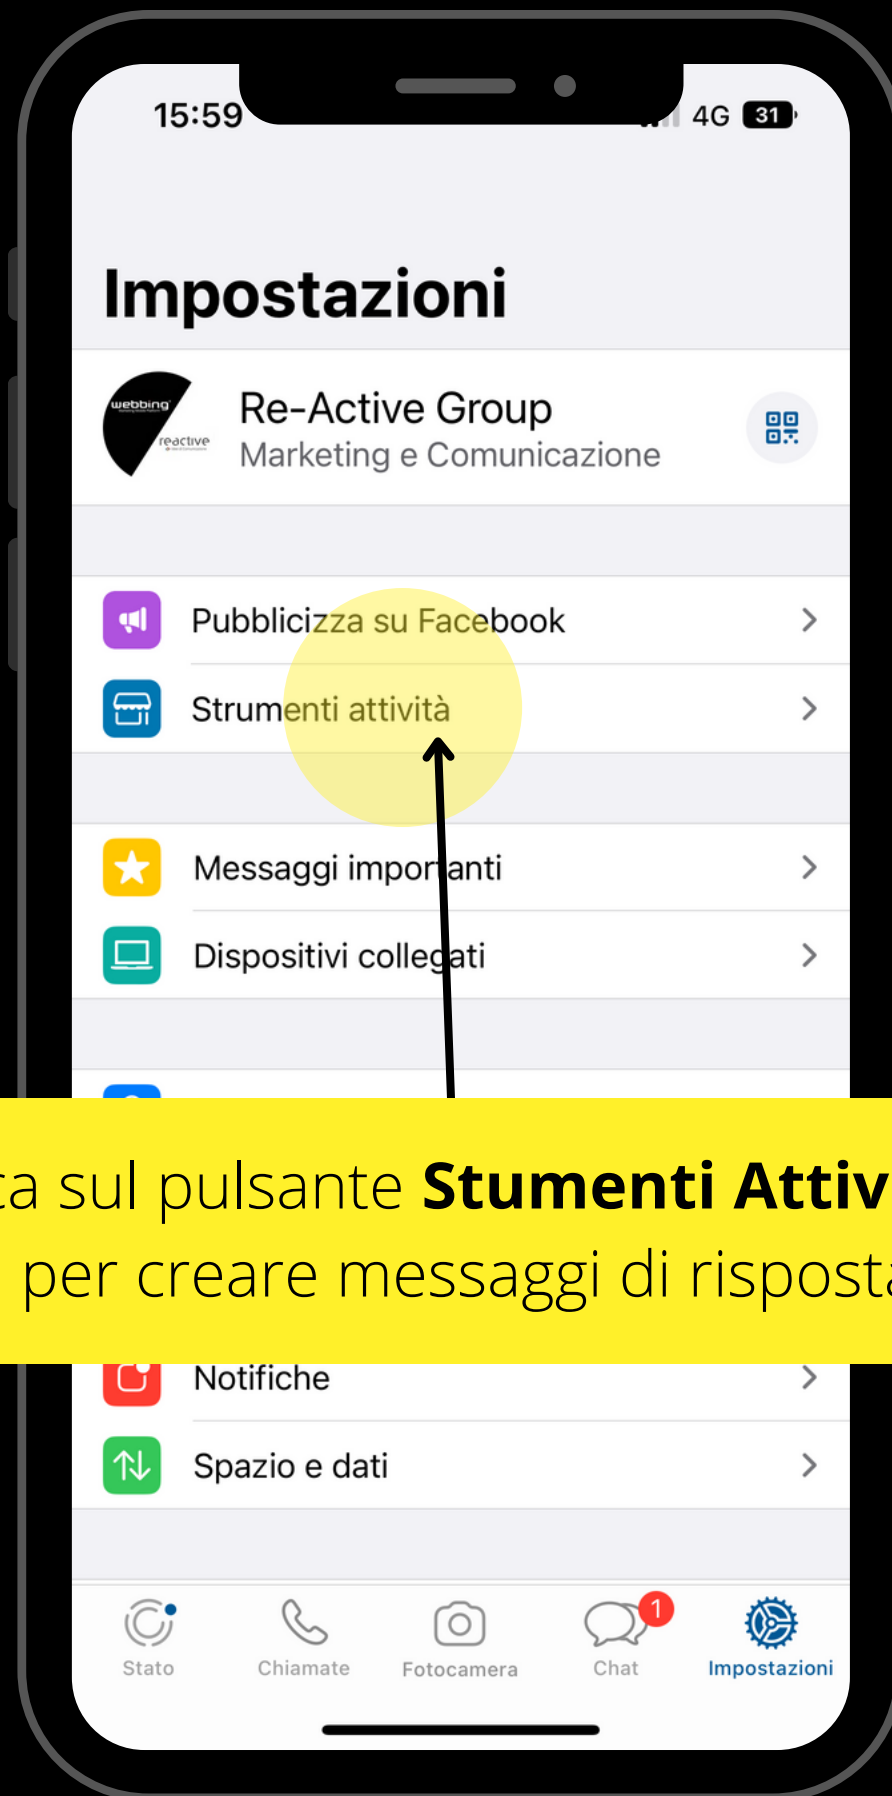 15:59
4G 31
Impostazioni
webbing
reactive
Re-Active Group
Marketing e Comunicazione
Pubblicizza su Facebook
Strumenti attività
Messaggi importanti
Dispositivi collegati
ca sul pulsante Stumenti Attiv
per creare messaggi di risposta
Notifiche
Spazio e dati
1
Stato Chiamate Fotocamera Chat Impostazioni